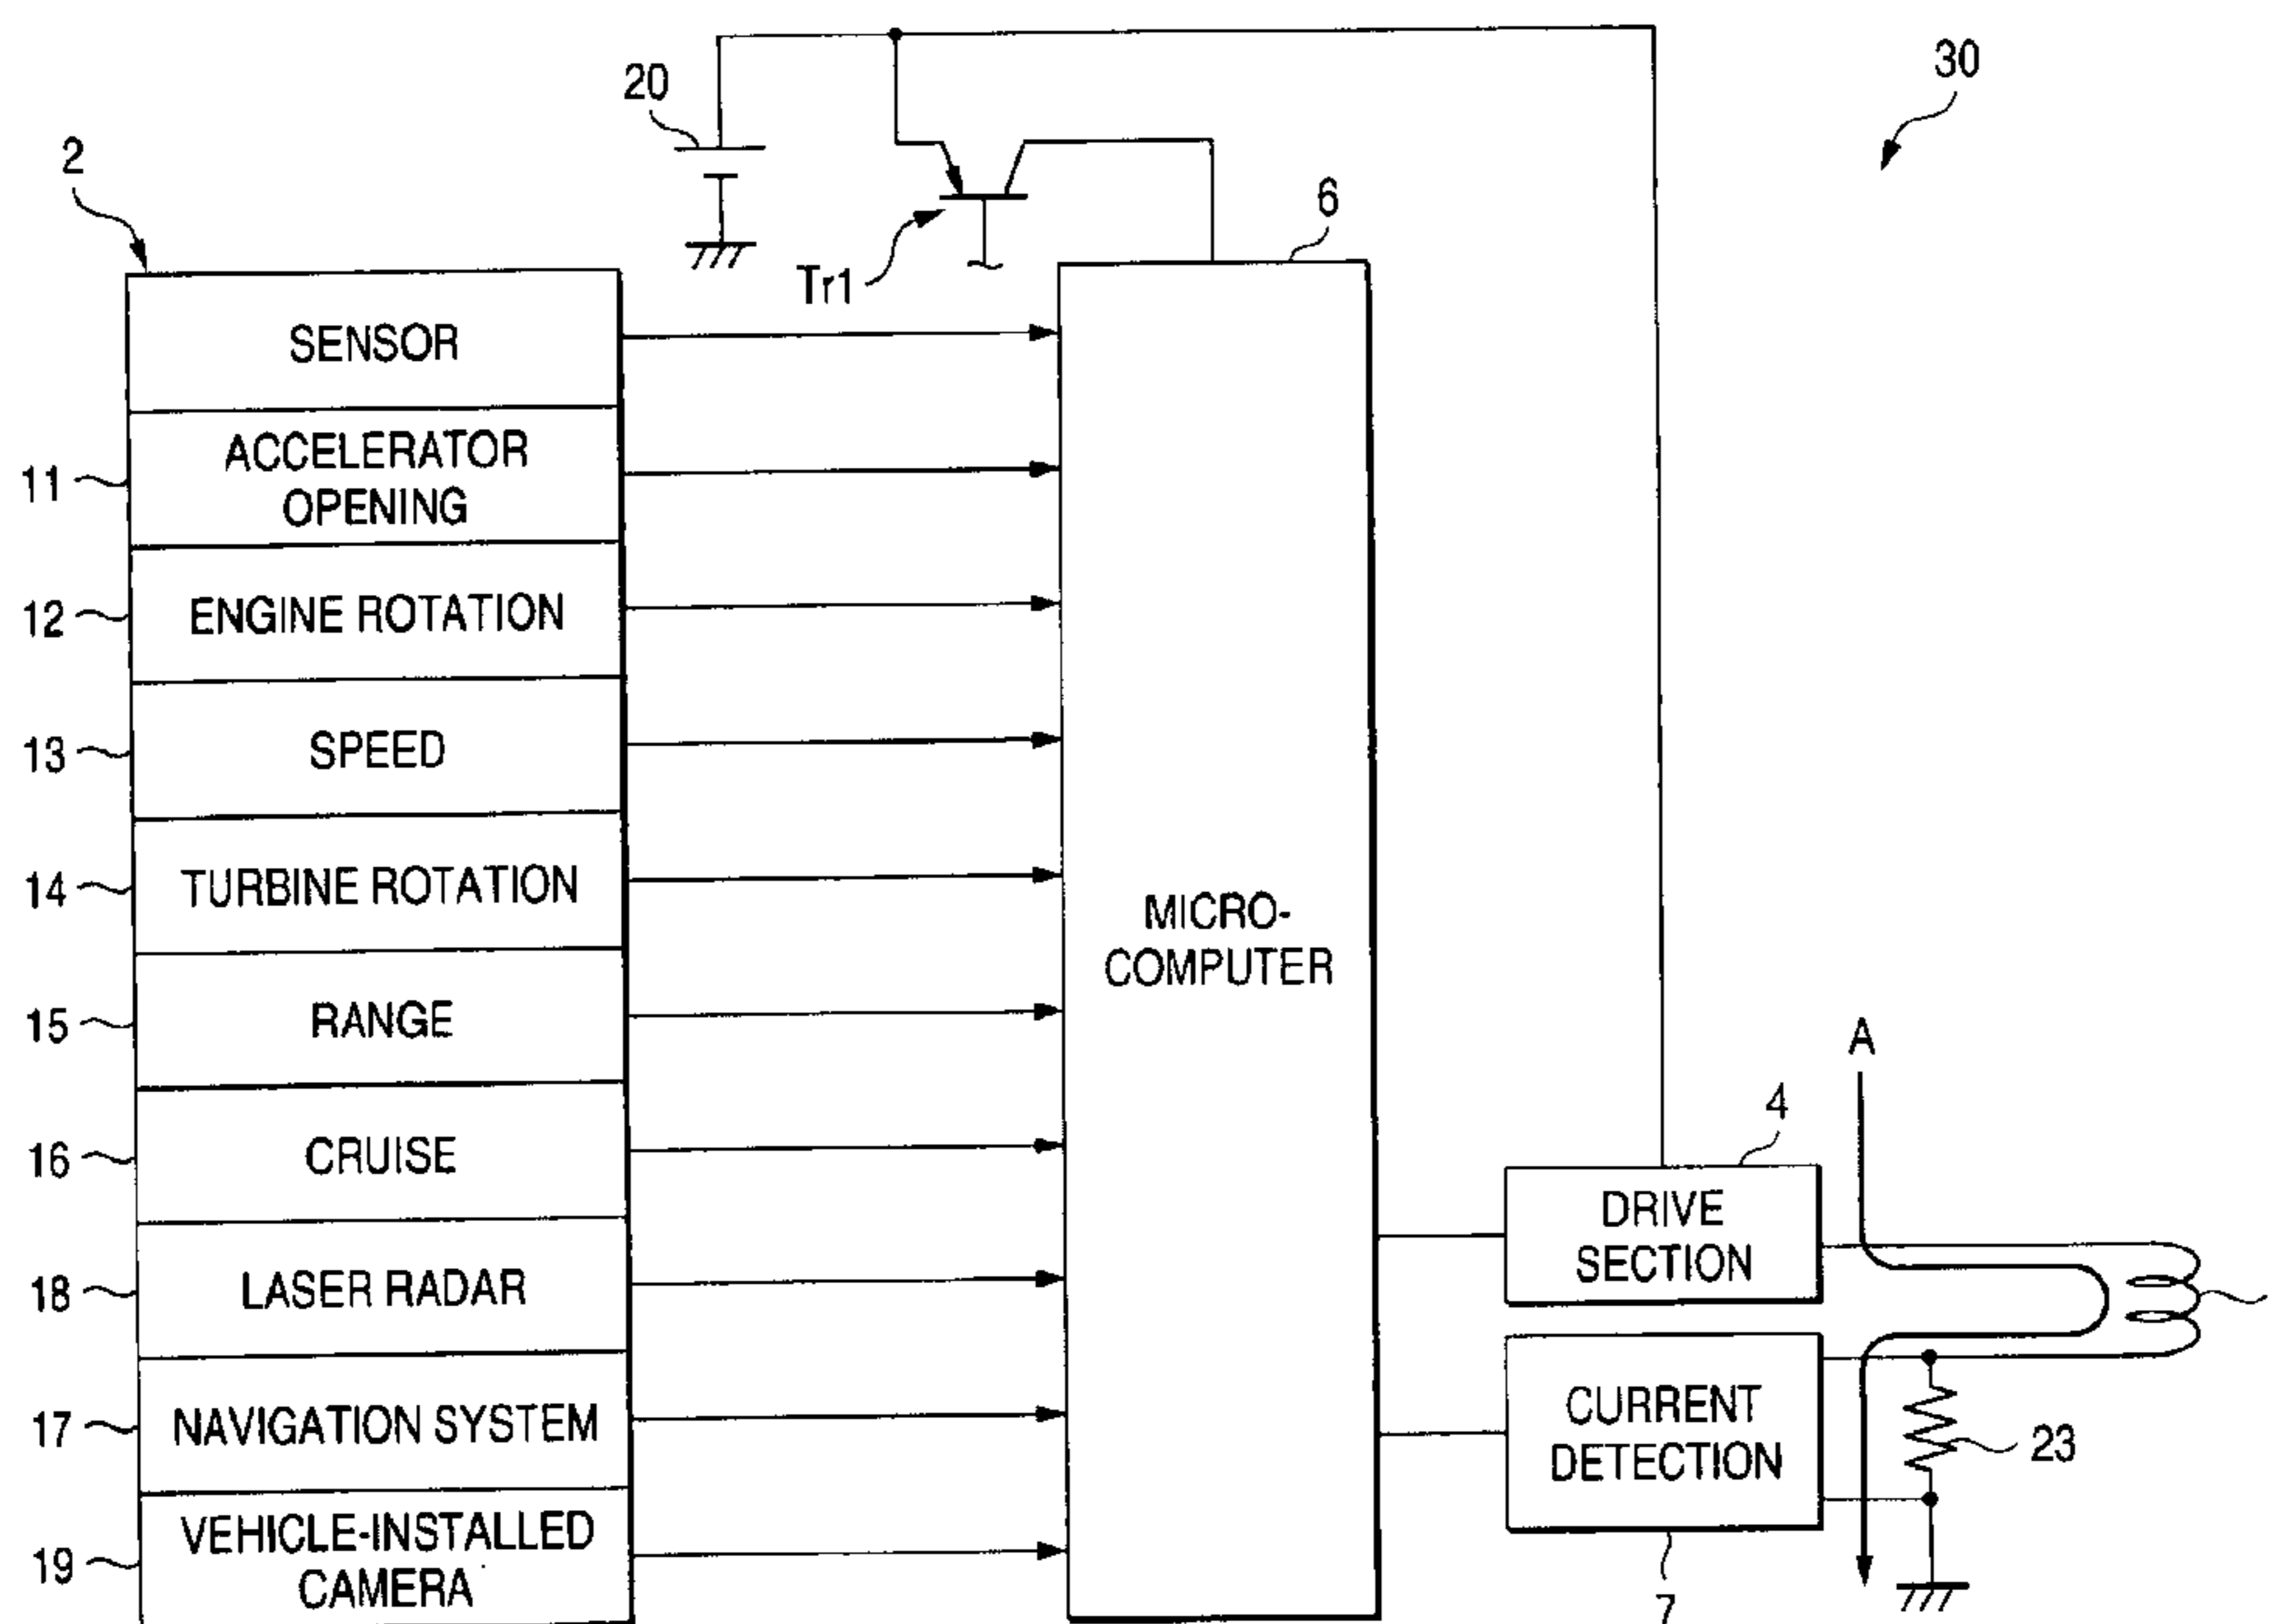 30
20
2
6
Tr1
SENSOR
11
ACCELERATOR
OPENING
12
ENGINE ROTATION
13
SPEED
14
TURBINE ROTATION
15
RANGE
16
CRUISE
18
LASER RADAR
17
NAVIGATION SYSTEM
19
VEHICLE-INSTALLED
CAMERA
MICRO-
COMPUTER
A
4
DRIVE
SECTION
CURRENT
DETECTION
23
7